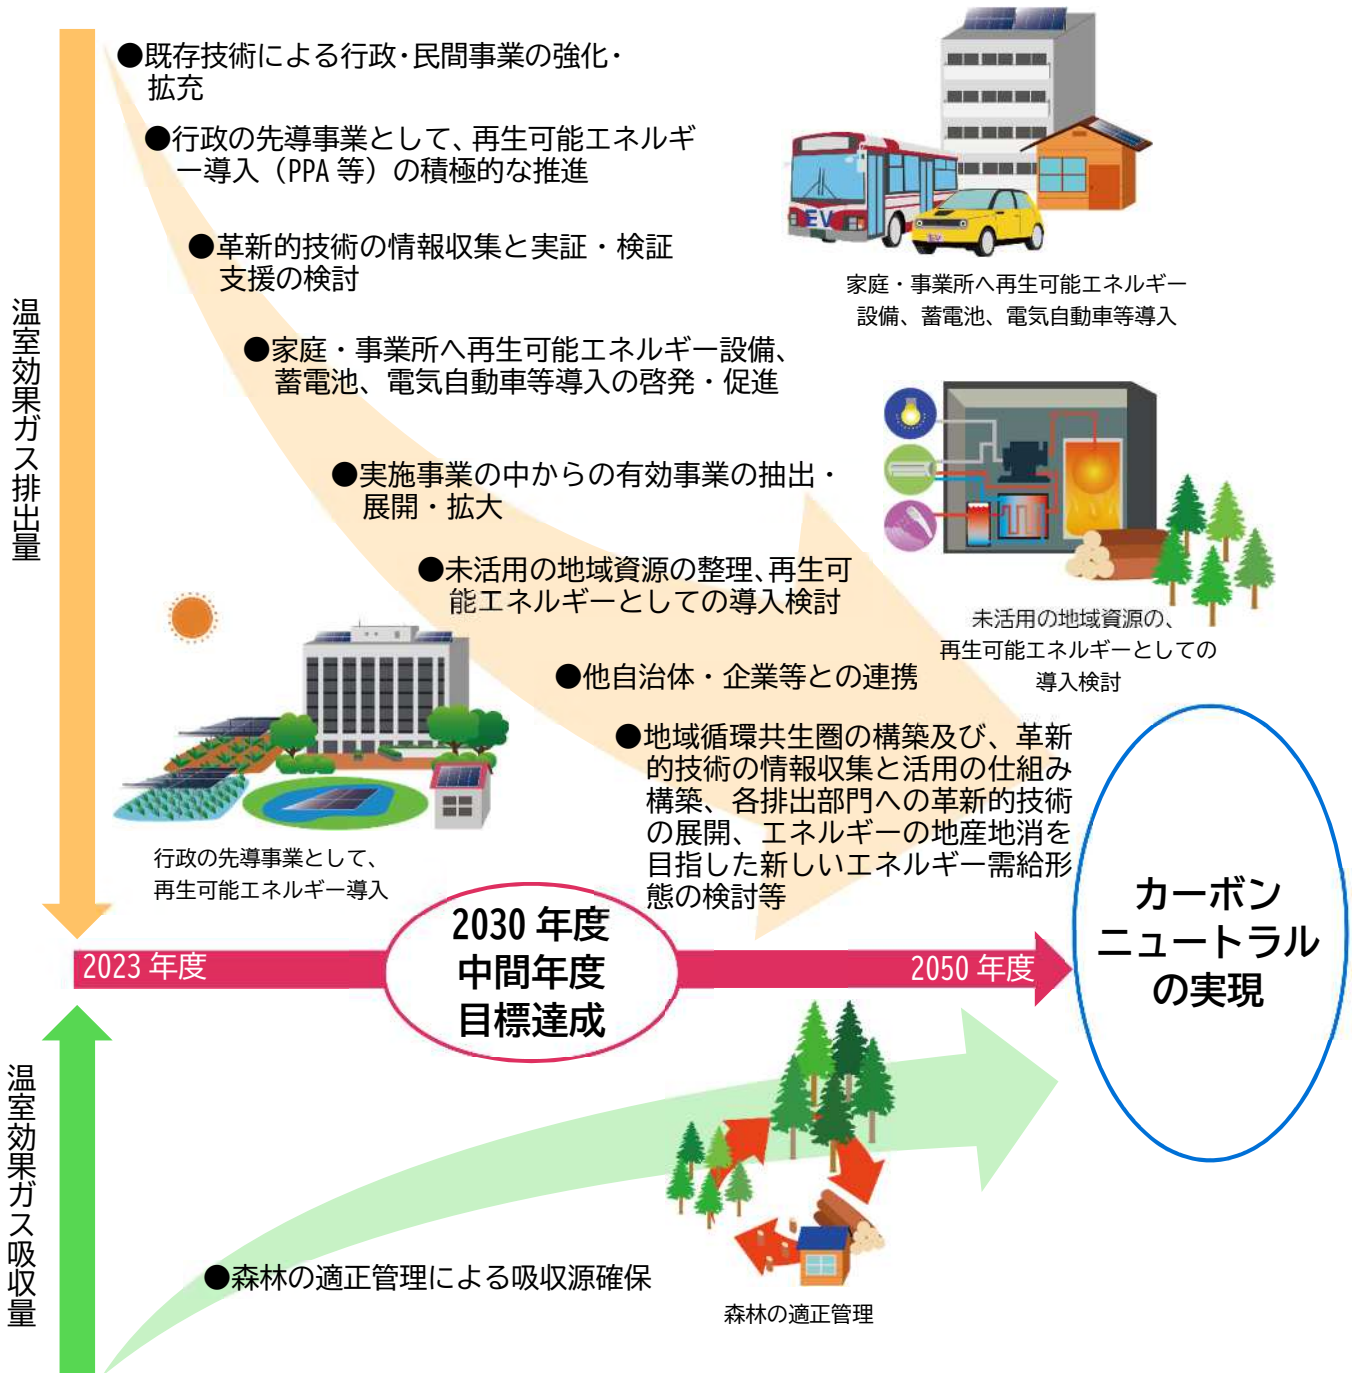 ●既存技術による行政・民間事業の強化・
拡充
●行政の先導事業として、再生可能エネルギ
ー導入（PPA 等）の積極的な推進
●革新的技術の情報収集と実証・検証
支援の検討
●家庭・事業所へ再生可能エネルギー設備、
蓄電池、電気自動車等導入の啓発・促進
●実施事業の中からの有効事業の抽出・
展開・拡大
●未活用の地域資源の整理、再生可
能エネルギーとしての導入検討
●他自治体・企業等との連携
●地域循環共生圏の構築及び、革新
的技術の情報収集と活用の仕組み
構築、各排出部門への革新的技術
の展開、エネルギーの地産地消を
目指した新しいエネルギー需給形
態の検討等
EV
EV
家庭・事業所へ再生可能エネルギー
設備、蓄電池、電気自動車等導入
未活用の地域資源の、
再生可能エネルギーとしての
導入検討
行政の先導事業として、
再生可能エネルギー導入
温室効果ガス排出量
2023 年度
2030 年度
中間年度
目標達成
2050 年度
カーボン
ニュートラル
の実現
温室効果ガス吸収量
●森林の適正管理による吸収源確保
森林の適正管理